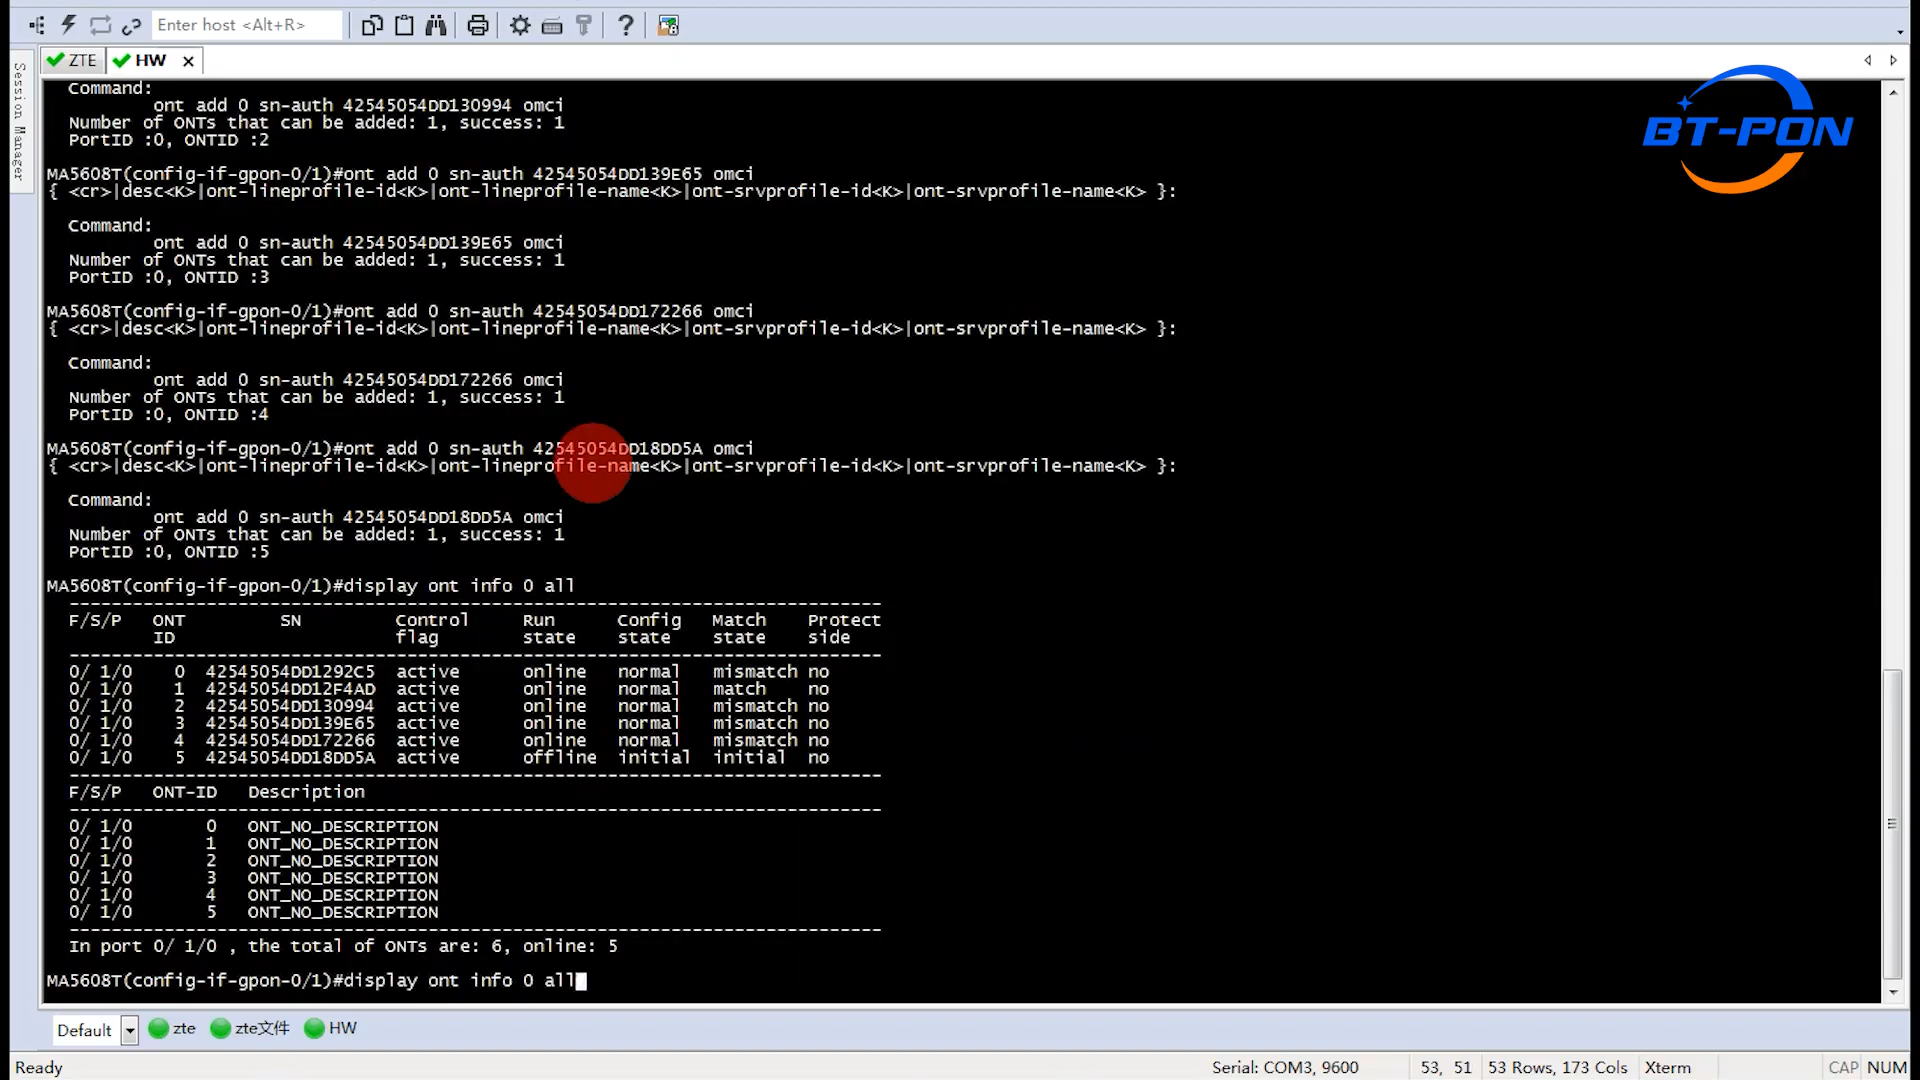 Enter host <Alt+R>
ZTE
HW
Session Manager
BT-PON
Command:
ont add 0 sn-auth 42545054DD130994 omci
Number of ONTs that can be added: 1, success: 1
PortID :0, ONTID :2
MA5608T(config-if-gpon-0/1)#ont add 0 sn-auth 42545054DD139E65 omci
{ <cr>|desc<K>|ont-lineprofile-id<K>|ont-lineprofile-name<K>|ont-srvprofile-id<K>|ont-srvprofile-name<K> }:
Command:
ont add 0 sn-auth 42545054DD139E65 omci
Number of ONTs that can be added: 1, success: 1
PortID :0, ONTID :3
MA5608T(config-if-gpon-0/1)#ont add 0 sn-auth 42545054DD172266 omci
{ <cr>|desc<K>|ont-lineprofile-id<K>|ont-lineprofile-name<K>|ont-srvprofile-id<K>|ont-srvprofile-name<K> }:
Command:
ont add 0 sn-auth 42545054DD172266 omci
Number of ONTs that can be added: 1, success: 1
PortID :0, ONTID :4
MA5608T(config-if-gpon-0/1)#ont add 0 sn-auth 42545054DD18DD5A omci
{ <cr>|desc<K>|ont-lineprofile-id<K>|ont-lineprofile-name<K>|ont-srvprofile-id<K>|ont-srvprofile-name<K> }:
Command:
ont add 0 sn-auth 42545054DD18DD5A omci
Number of ONTs that can be added: 1, success: 1
PortID :0, ONTID :5
MA5608T(config-if-gpon-0/1)#display ont info 0 all
-----------------------------------------------------------------------------
F/S/P ONT SN Control Run Config Match Protect
ID flag state state state side
-----------------------------------------------------------------------------
0/ 1/0 0 42545054DD1292C5 active online normal mismatch no
0/ 1/0 1 42545054DD12F4AD active online normal match no
0/ 1/0 2 42545054DD130994 active online normal mismatch no
0/ 1/0 3 42545054DD139E65 active online normal mismatch no
0/ 1/0 4 42545054DD172266 active online normal mismatch no
0/ 1/0 5 42545054DD18DD5A active offline initial initial no
-----------------------------------------------------------------------------
F/S/P ONT-ID Description
-----------------------------------------------------------------------------
0/ 1/0 0 ONT_NO_DESCRIPTION
0/ 1/0 1 ONT_NO_DESCRIPTION
0/ 1/0 2 ONT_NO_DESCRIPTION
0/ 1/0 3 ONT_NO_DESCRIPTION
0/ 1/0 4 ONT_NO_DESCRIPTION
0/ 1/0 5 ONT_NO_DESCRIPTION
-----------------------------------------------------------------------------
In port 0/ 1/0 , the total of ONTs are: 6, online: 5
MA5608T(config-if-gpon-0/1)#display ont info 0 all
Default zte zte文件 HW
Ready Serial: COM3, 9600 53, 51 53 Rows, 173 Cols Xterm CAP NUM